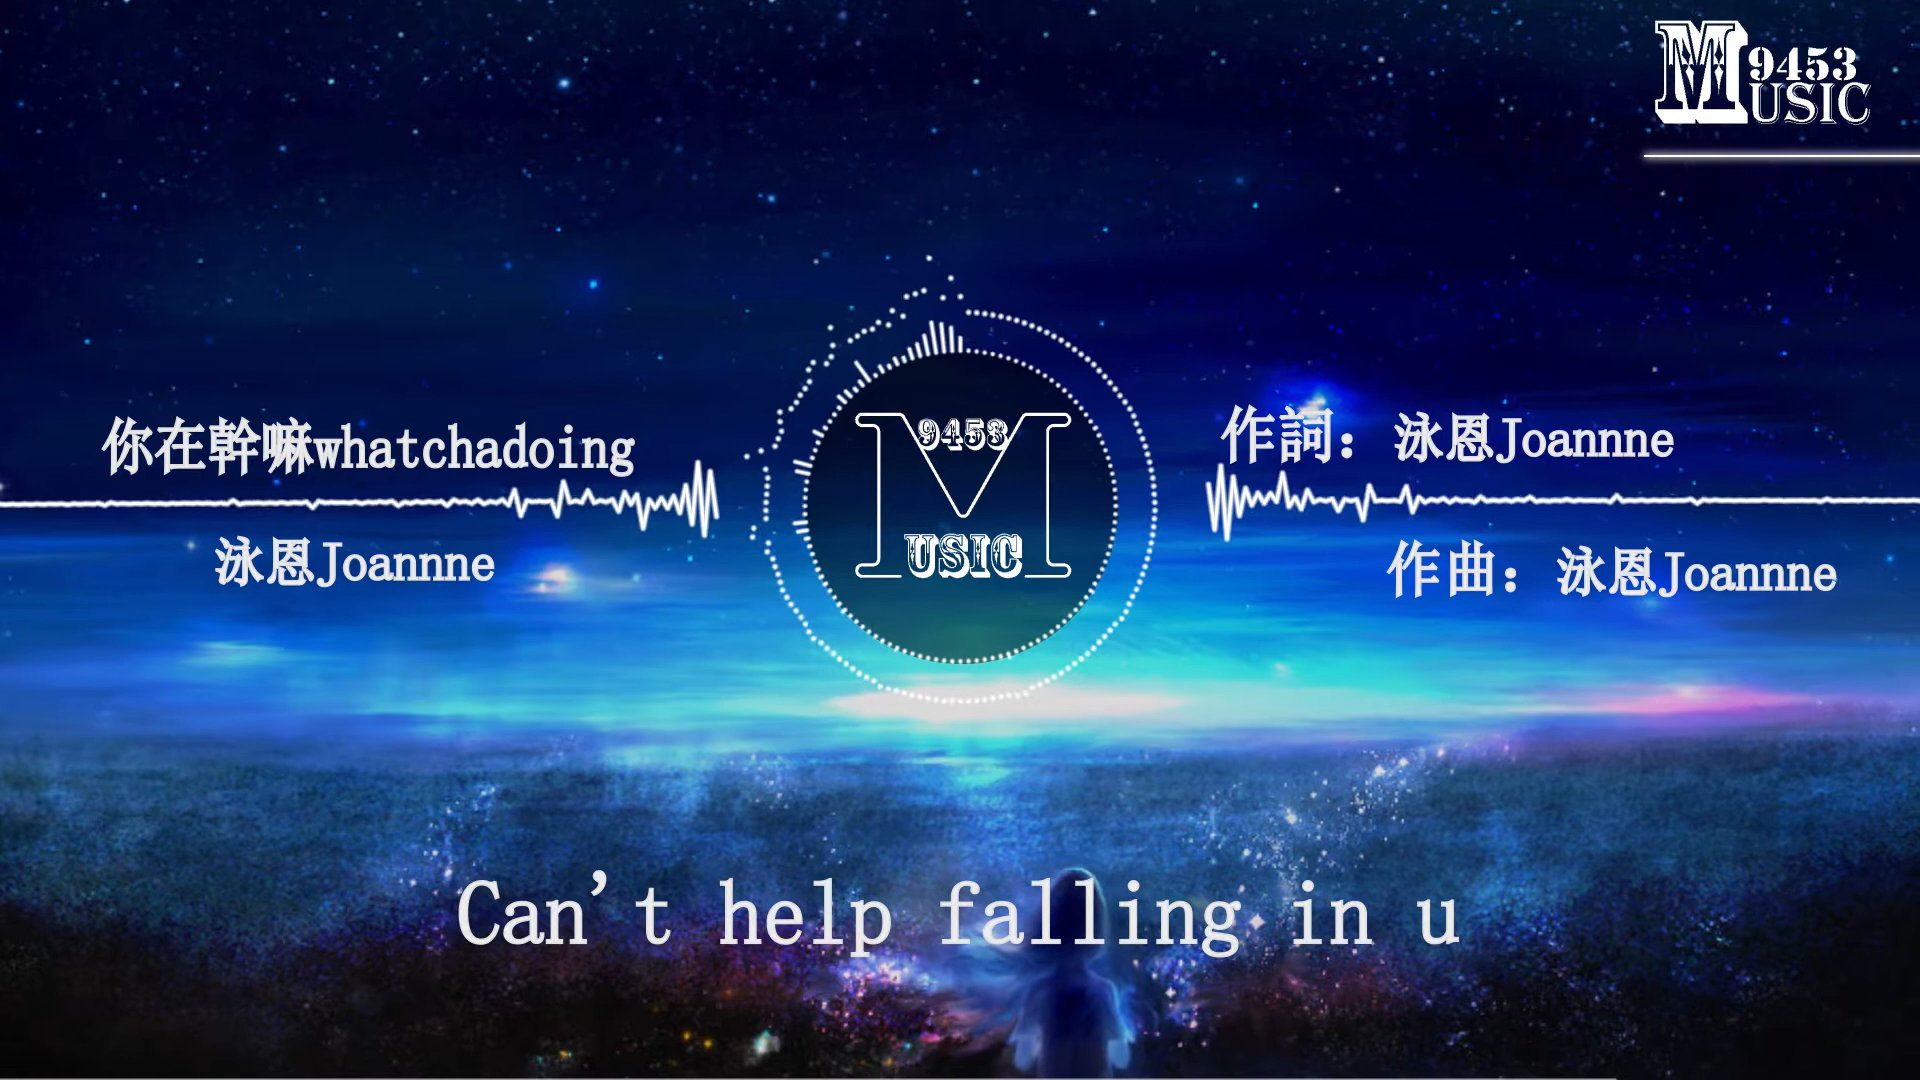 9453
MUSIC
你在幹嘛whatchadoing
泳恩Joannne
9453
MUSIC
作詞：泳恩Joannne
作曲：泳恩Joannne
Can't help falling in u